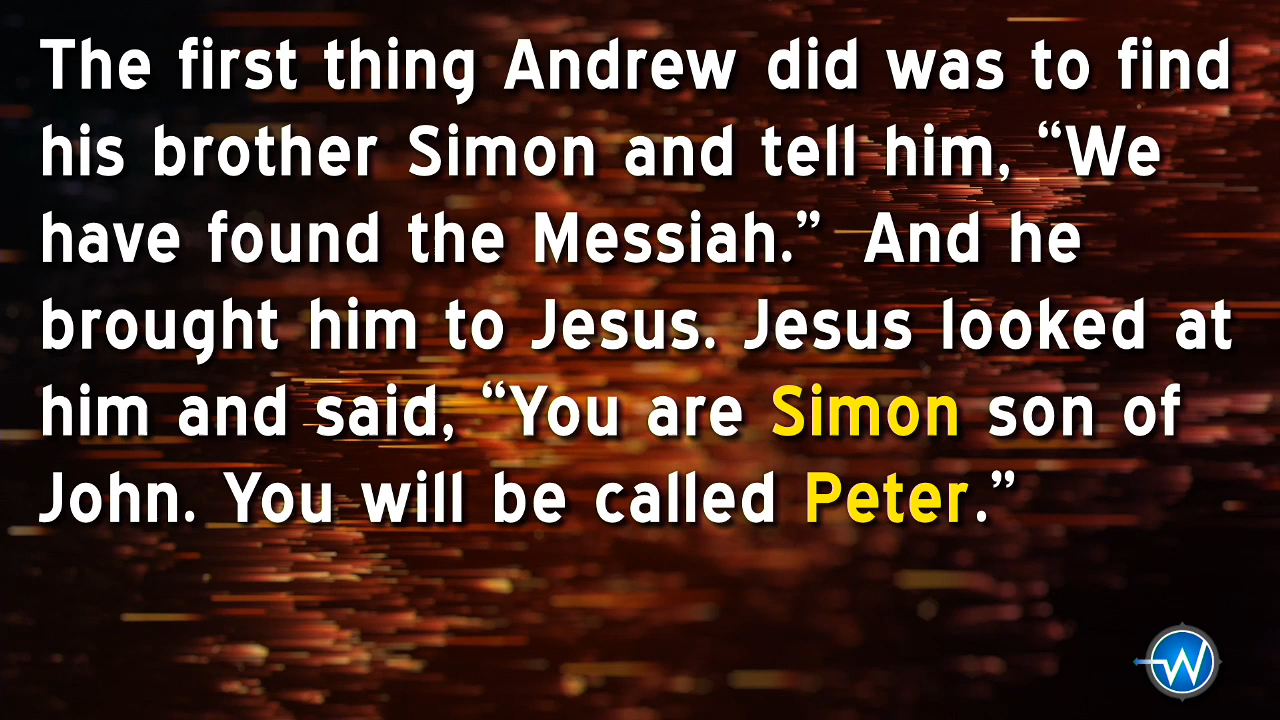 The first thing Andrew did was to find
his brother Simon and tell him, “We
have found the Messiah.” And he
brought him to Jesus. Jesus looked at
him and said, “You are Simon son of
John. You will be called Peter.”
W